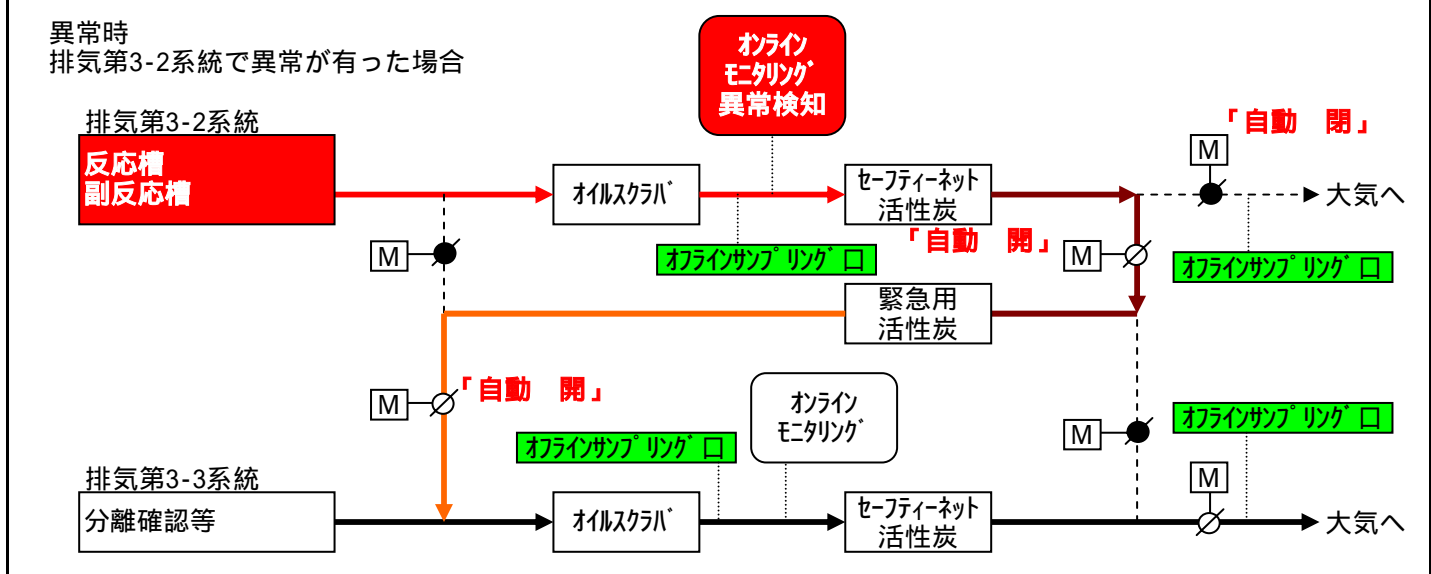 異常時
排気第3-2系統で異常が有った場合
ｵﾝﾗｲﾝ
ﾓﾆﾀﾘﾝｸﾞ
異常検知
排気第3-2系統
反応槽
副反応槽
ｵｲﾙｽｸﾗﾊﾞ
ｾｰﾌﾃｨｰﾈｯﾄ
活性炭
「自動　閉」
M
大気へ
M
ｵﾌﾗｲﾝｻﾝﾌﾟﾘﾝｸﾞ口
「自動　開」
M
ｵﾌﾗｲﾝｻﾝﾌﾟﾘﾝｸﾞ口
緊急用
活性炭
M
「自動　開」
ｵﾝﾗｲﾝ
ﾓﾆﾀﾘﾝｸﾞ
M
ｵﾌﾗｲﾝｻﾝﾌﾟﾘﾝｸﾞ口
ｵﾌﾗｲﾝｻﾝﾌﾟﾘﾝｸﾞ口
排気第3-3系統
分離確認等
ｵｲﾙｽｸﾗﾊﾞ
ｾｰﾌﾃｨｰﾈｯﾄ
活性炭
M
大気へ